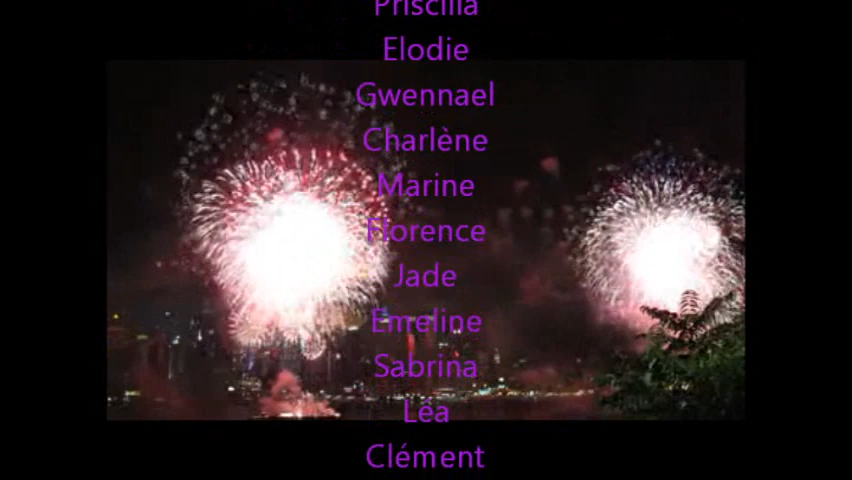 Priscilla
Elodie
Gwennael
Charlène
Marine
Florence
Jade
Emeline
Sabrina
Léa
Clément